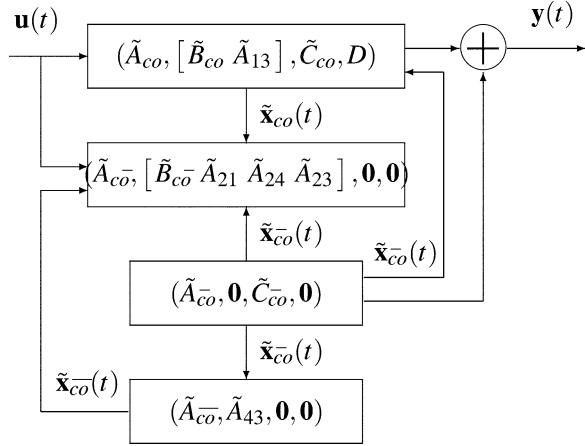 u(t) y(t)
(Ã_co, [B̃_co Ã_13], C̃_co, D) +
x̃_co(t)
(Ã_cō, [B̃_cō Ã_21 Ã_24 Ã_23], 0, 0)
x̃_c̄o(t) x̃_c̄o(t)
(Ã_c̄o, 0, C̃_c̄o, 0)
x̃_c̄o(t)
x̃_c̄ō(t)
(Ã_c̄ō, Ã_43, 0, 0)